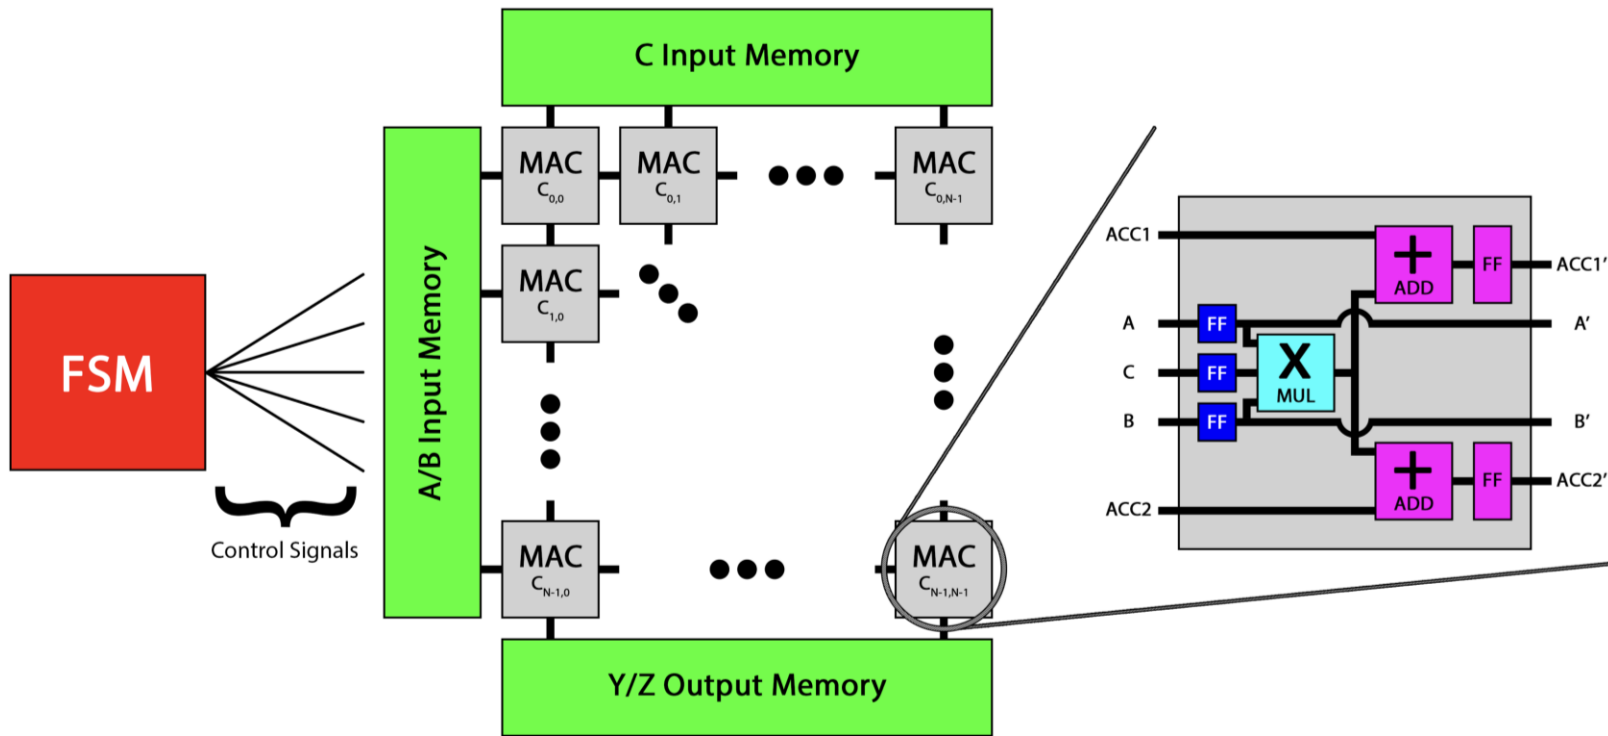 C Input Memory
A/B Input Memory
MAC
C0,0
MAC
C0,1
MAC
C0,N-1
MAC
C1,0
MAC
CN-1,0
MAC
CN-1,N-1
Y/Z Output Memory
FSM
Control Signals
ACC1
A
C
B
ACC2
FF
FF
FF
X
MUL
+
ADD
FF
+
ADD
FF
ACC1'
A'
B'
ACC2'